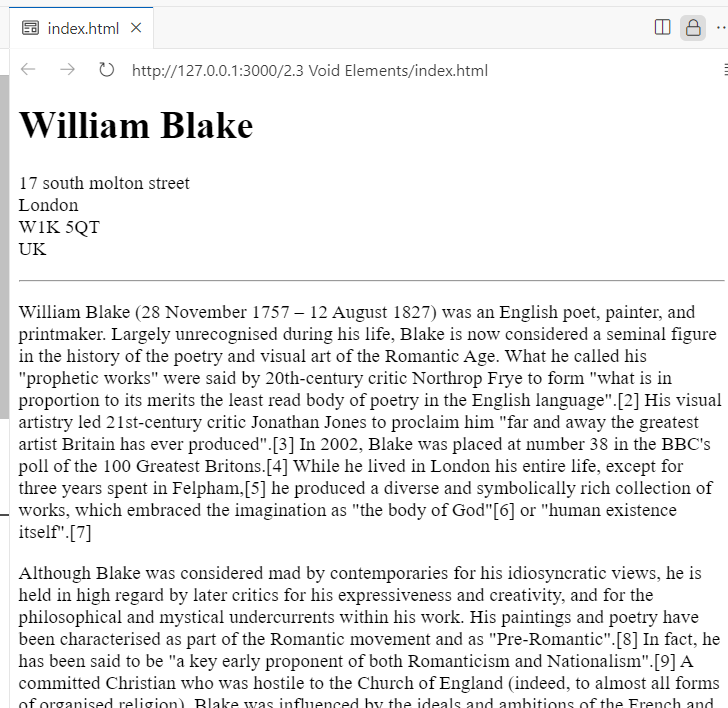 index.html
http://127.0.0.1:3000/2.3 Void Elements/index.html
William Blake
17 south molton street
London
W1K 5QT
UK
William Blake (28 November 1757 – 12 August 1827) was an English poet, painter, and
printmaker. Largely unrecognised during his life, Blake is now considered a seminal figure
in the history of the poetry and visual art of the Romantic Age. What he called his
"prophetic works" were said by 20th-century critic Northrop Frye to form "what is in
proportion to its merits the least read body of poetry in the English language".[2] His visual
artistry led 21st-century critic Jonathan Jones to proclaim him "far and away the greatest
artist Britain has ever produced".[3] In 2002, Blake was placed at number 38 in the BBC's
poll of the 100 Greatest Britons.[4] While he lived in London his entire life, except for
three years spent in Felpham,[5] he produced a diverse and symbolically rich collection of
works, which embraced the imagination as "the body of God"[6] or "human existence
itself".[7]
Although Blake was considered mad by contemporaries for his idiosyncratic views, he is
held in high regard by later critics for his expressiveness and creativity, and for the
philosophical and mystical undercurrents within his work. His paintings and poetry have
been characterised as part of the Romantic movement and as "Pre-Romantic".[8] In fact, he
has been said to be "a key early proponent of both Romanticism and Nationalism".[9] A
committed Christian who was hostile to the Church of England (indeed, to almost all forms
of organised religion), Blake was influenced by the ideals and ambitions of the French and